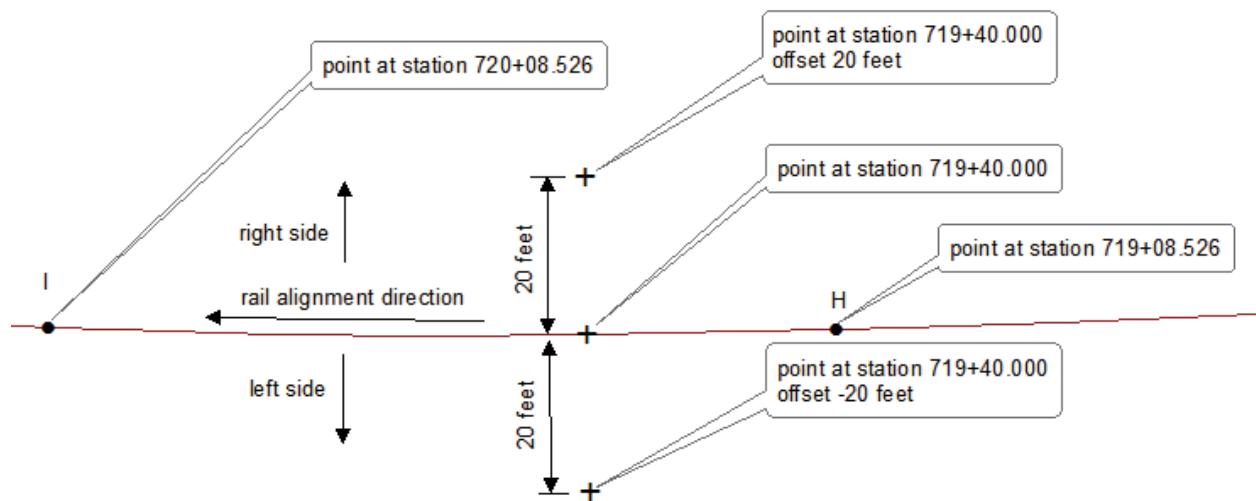 point at station 719+40.000
offset 20 feet
point at station 720+08.526
point at station 719+40.000
right side
20 feet
point at station 719+08.526
I
rail alignment direction
H
left side
20 feet
point at station 719+40.000
offset -20 feet